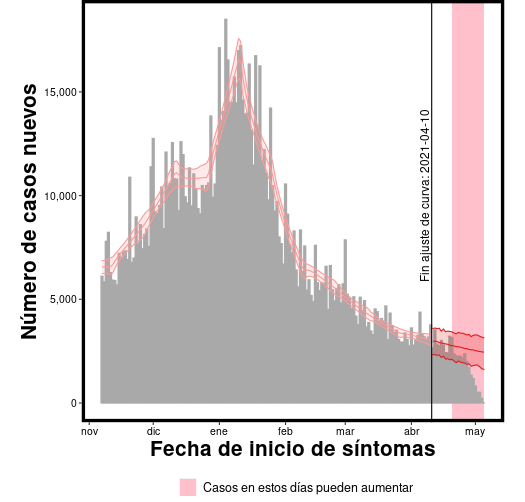 Número de casos nuevos
15,000
10,000
5,000
0
Fin ajuste de curva: 2021-04-10
nov dic ene feb mar abr may
Fecha de inicio de síntomas
Casos en estos días pueden aumentar